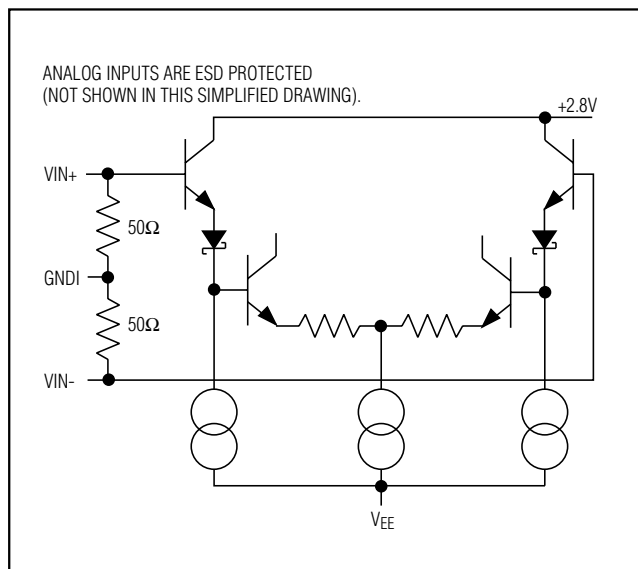 ANALOG INPUTS ARE ESD PROTECTED
(NOT SHOWN IN THIS SIMPLIFIED DRAWING).
+2.8V
VIN+
50Ω
GNDI
50Ω
VIN-
VEE